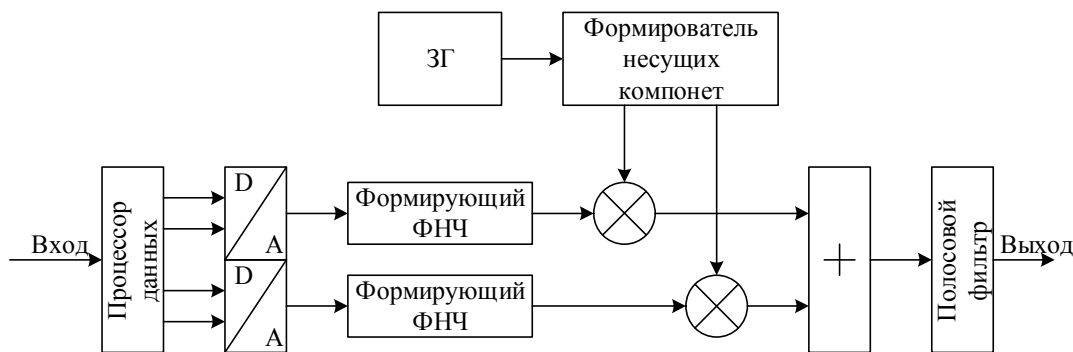 ЗГ
Формирователь
несущих
компонет
Вход
Процессор
данных
D
A
D
A
Формирующий
ФНЧ
Формирующий
ФНЧ
+
Полосовой
фильтр
Выход